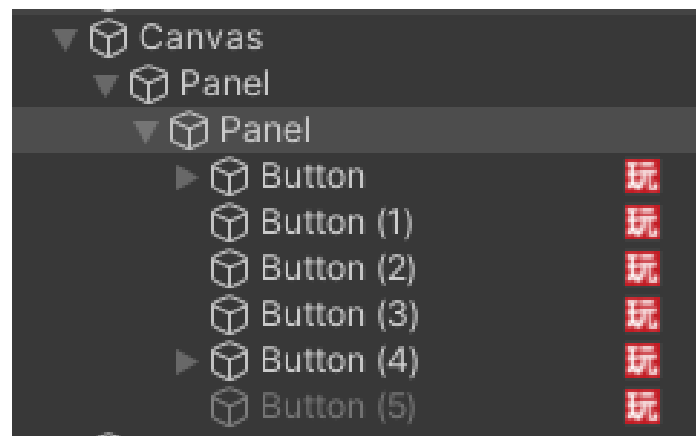 Canvas
Panel
Panel
Button 玩
Button (1) 玩
Button (2) 玩
Button (3) 玩
Button (4) 玩
Button (5) 玩